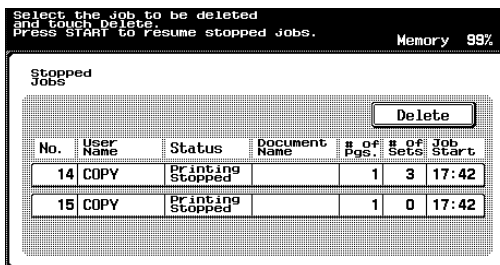 Select the job to be deleted
and touch Delete.
Press START to resume stopped jobs.
Memory 99%
Stopped
Jobs
Delete
No. User Name Status Document Name # of Pgs. # of Sets Job Start
14 COPY Printing Stopped 1 3 17:42
15 COPY Printing Stopped 1 0 17:42